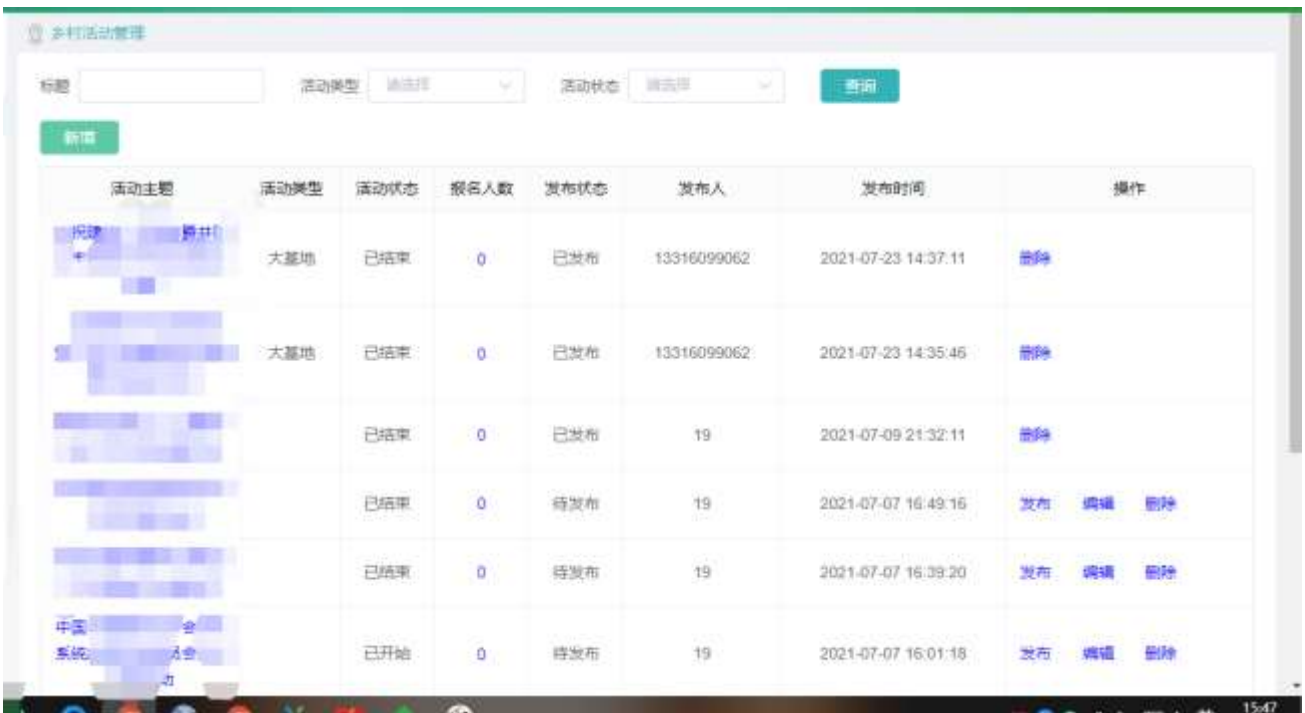 乡村活动管理
标题 活动类型 请选择 活动状态 请选择 查询
新增
活动主题 活动类型 活动状态 报名人数 发布状态 发布人 发布时间 操作
大基地 已结束 0 已发布 13316099062 2021-07-23 14:37:11 删除
大基地 已结束 0 已发布 13316099062 2021-07-23 14:35:46 删除
已结束 0 已发布 19 2021-07-09 21:32:11 删除
已结束 0 待发布 19 2021-07-07 16:49:16 发布 编辑 删除
已结束 0 待发布 19 2021-07-07 16:39:20 发布 编辑 删除
中国 会
系统 员会 已开始 0 待发布 19 2021-07-07 16:01:18 发布 编辑 删除
动
15:47